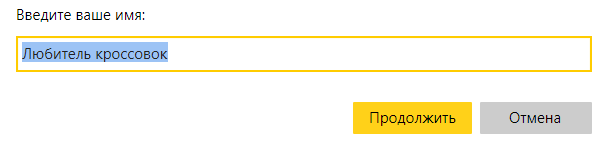 Введите ваше имя:
Любитель кроссовок
Продолжить Отмена